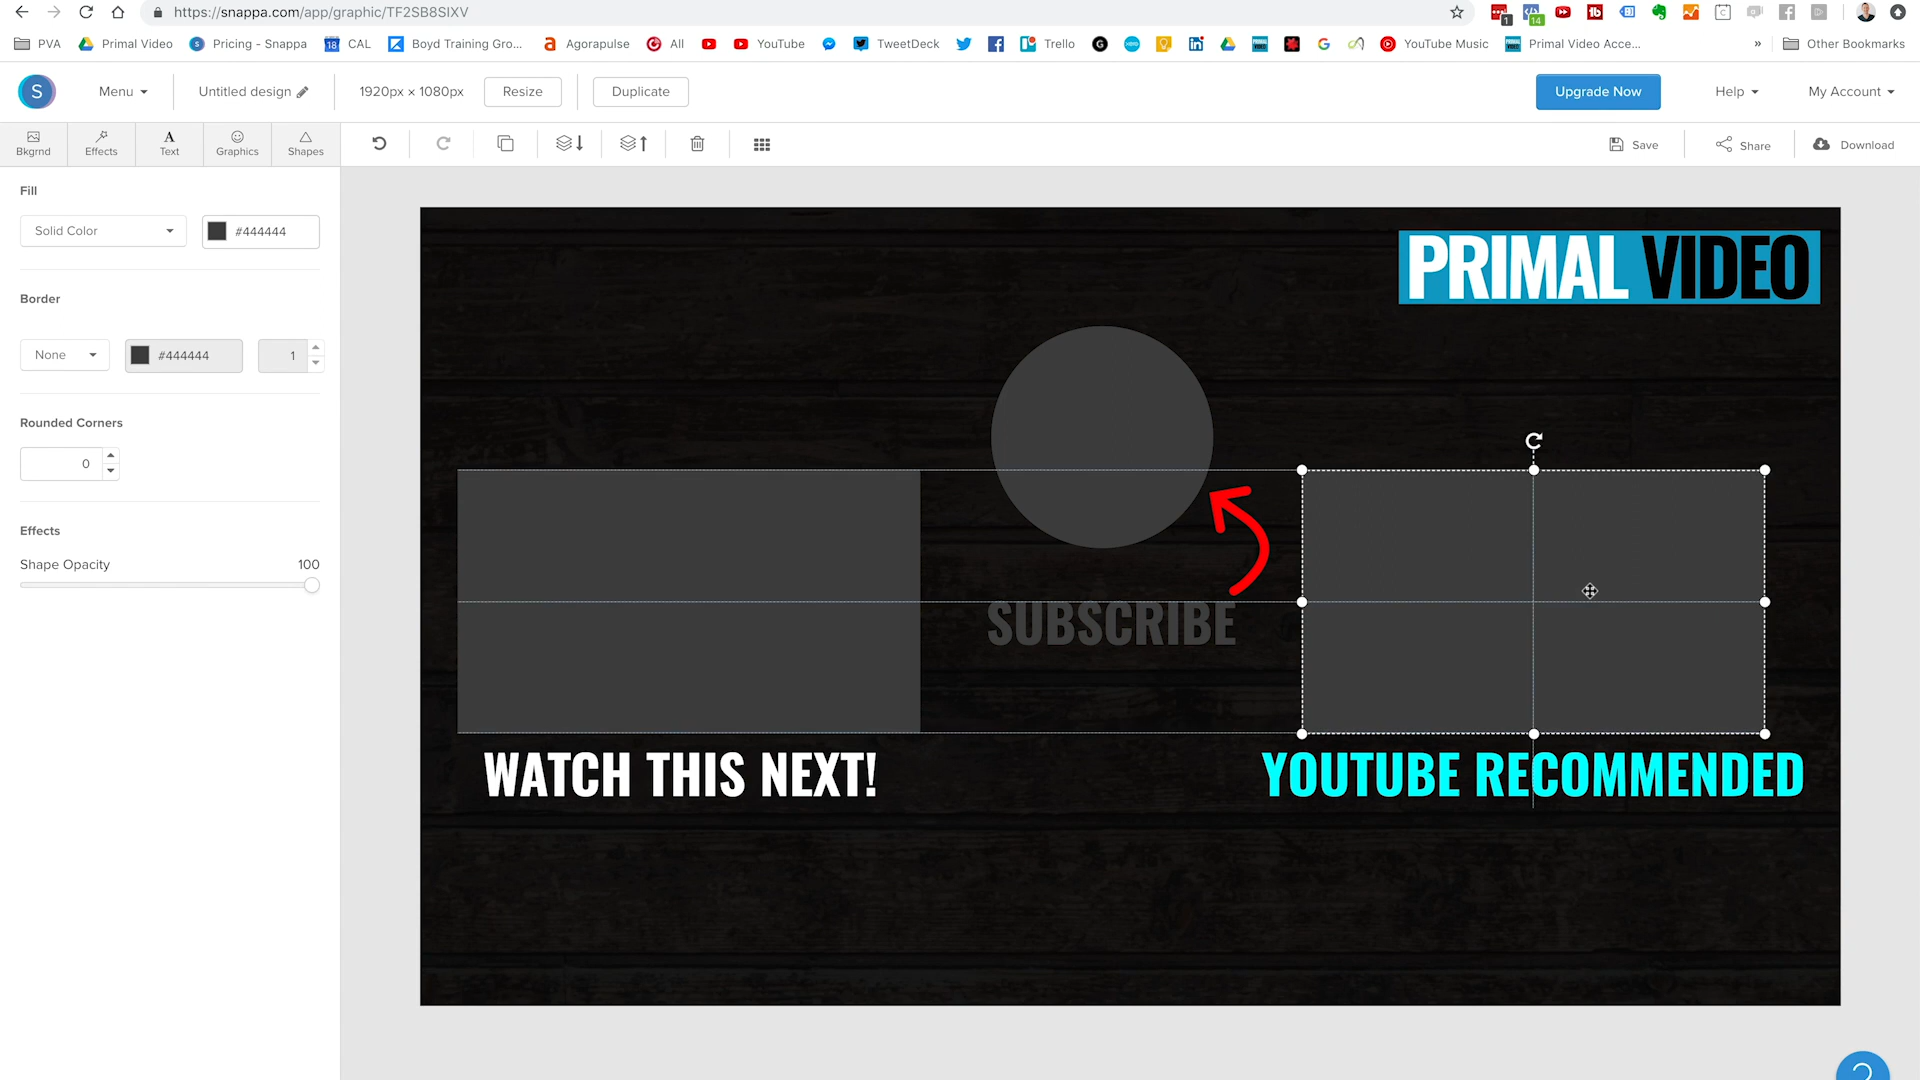 https://snappa.com/app/graphic/TF2SB8SIXV
PVA
Primal Video
Pricing - Snappa
CAL
Boyd Training Gro...
Agorapulse
All
YouTube
TweetDeck
Trello
YouTube Music
Primal Video Acce...
»
Other Bookmarks
S
Menu
Untitled design
1920px × 1080px
Resize
Duplicate
Upgrade Now
Help
My Account
Bkgrnd
Effects
Text
Graphics
Shapes
Save
Share
Download
Fill
Solid Color
#444444
Border
None
#444444
1
Rounded Corners
0
Effects
Shape Opacity
100
PRIMAL VIDEO
SUBSCRIBE
WATCH THIS NEXT!
YOUTUBE RECOMMENDED